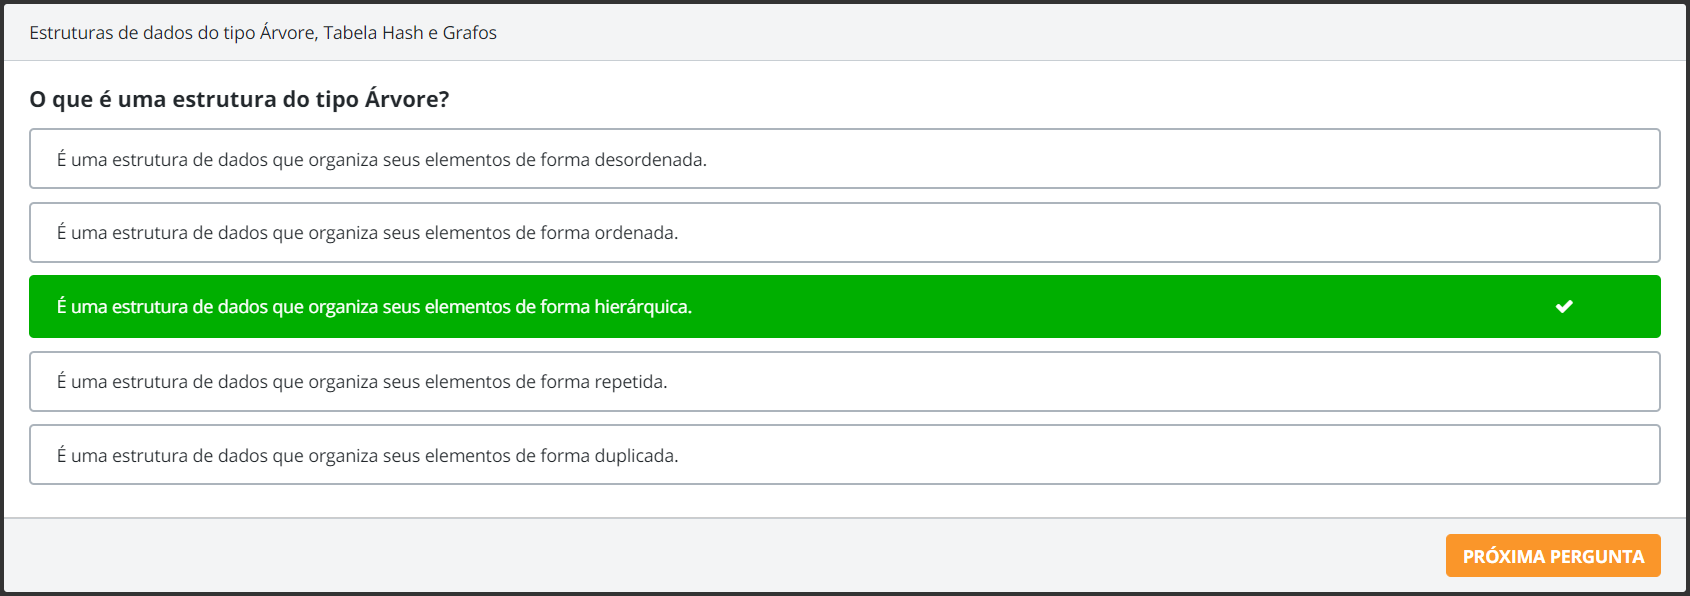 Estruturas de dados do tipo Árvore, Tabela Hash e Grafos
O que é uma estrutura do tipo Árvore?
É uma estrutura de dados que organiza seus elementos de forma desordenada.
É uma estrutura de dados que organiza seus elementos de forma ordenada.
É uma estrutura de dados que organiza seus elementos de forma hierárquica.
É uma estrutura de dados que organiza seus elementos de forma repetida.
É uma estrutura de dados que organiza seus elementos de forma duplicada.
PRÓXIMA PERGUNTA